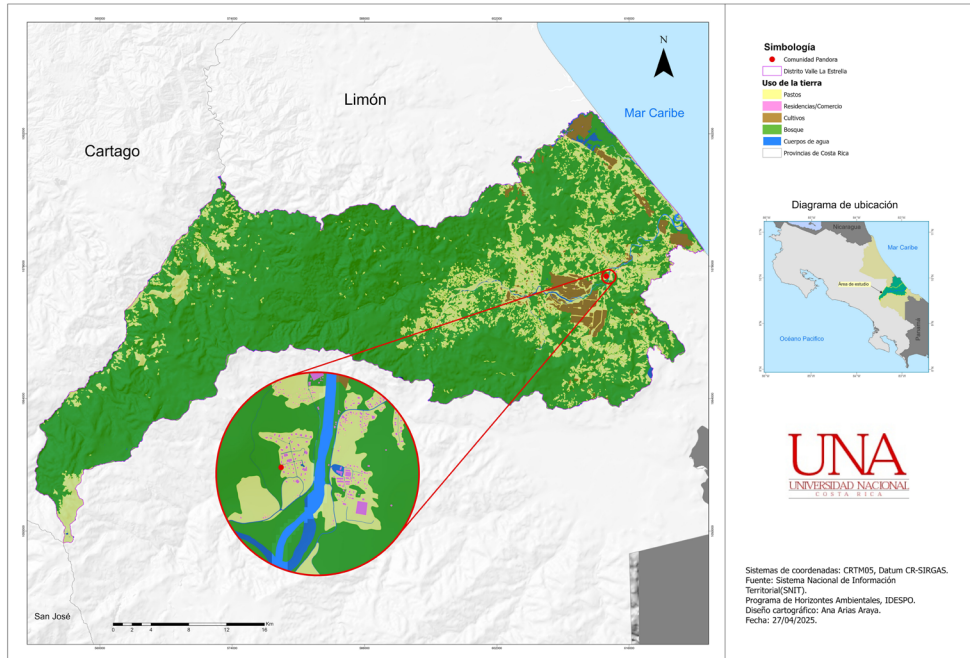 Limón
Cartago
Mar Caribe
N
San José
0 2 4 8 12 16
Km
Simbología
Comunidad Pandora
Distrito Valle La Estrella
Uso de la tierra
Pastos
Residencias/Comercio
Cultivos
Bosque
Cuerpos de agua
Provincias de Costa Rica
Diagrama de ubicación
Nicaragua
Mar Caribe
Área de estudio
Océano Pacífico
Panamá
UNA
UNIVERSIDAD NACIONAL
COSTA RICA
Sistemas de coordenadas: CRTM05, Datum CR-SIRGAS.
Fuente: Sistema Nacional de Información
Territorial(SNIT).
Programa de Horizontes Ambientales, IDESPO.
Diseño cartográfico: Ana Arias Araya.
Fecha: 27/04/2025.